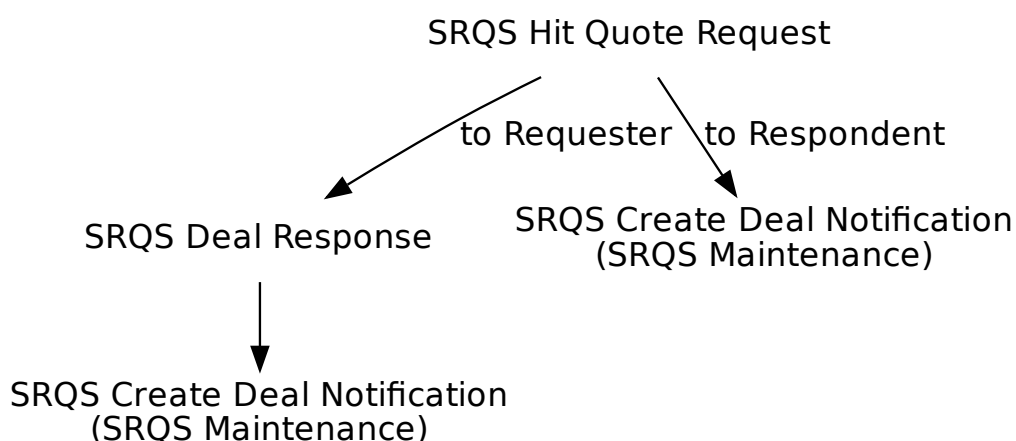 SRQS Hit Quote Request
to Requester
to Respondent
SRQS Deal Response
SRQS Create Deal Notification
(SRQS Maintenance)
SRQS Create Deal Notification
(SRQS Maintenance)